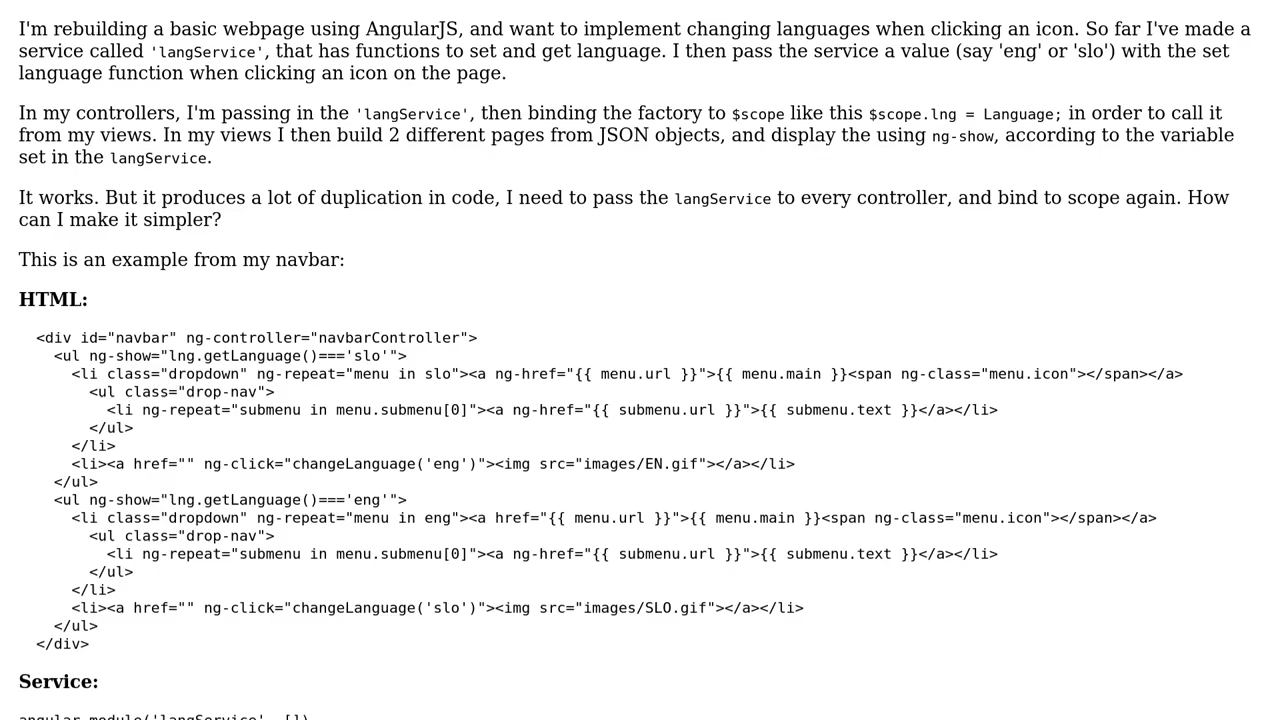 I'm rebuilding a basic webpage using AngularJS, and want to implement changing languages when clicking an icon. So far I've made a
service called 'langService', that has functions to set and get language. I then pass the service a value (say 'eng' or 'slo') with the set
language function when clicking an icon on the page.
In my controllers, I'm passing in the 'langService', then binding the factory to $scope like this $scope.lng = Language; in order to call it
from my views. In my views I then build 2 different pages from JSON objects, and display the using ng-show, according to the variable
set in the langService.
It works. But it produces a lot of duplication in code, I need to pass the langService to every controller, and bind to scope again. How
can I make it simpler?
This is an example from my navbar:
HTML:
<div id="navbar" ng-controller="navbarController">
<ul ng-show="lng.getLanguage()==='slo'">
<li class="dropdown" ng-repeat="menu in slo"><a ng-href="{{ menu.url }}">{{ menu.main }}<span ng-class="menu.icon"></span></a>
<ul class="drop-nav">
<li ng-repeat="submenu in menu.submenu[0]"><a ng-href="{{ submenu.url }}">{{ submenu.text }}</a></li>
</ul>
</li>
<li><a href="" ng-click="changeLanguage('eng')"><img src="images/EN.gif"></a></li>
</ul>
<ul ng-show="lng.getLanguage()==='eng'">
<li class="dropdown" ng-repeat="menu in eng"><a href="{{ menu.url }}">{{ menu.main }}<span ng-class="menu.icon"></span></a>
<ul class="drop-nav">
<li ng-repeat="submenu in menu.submenu[0]"><a ng-href="{{ submenu.url }}">{{ submenu.text }}</a></li>
</ul>
</li>
<li><a href="" ng-click="changeLanguage('slo')"><img src="images/SLO.gif"></a></li>
</ul>
</div>
Service:
angular.module('langService', [])